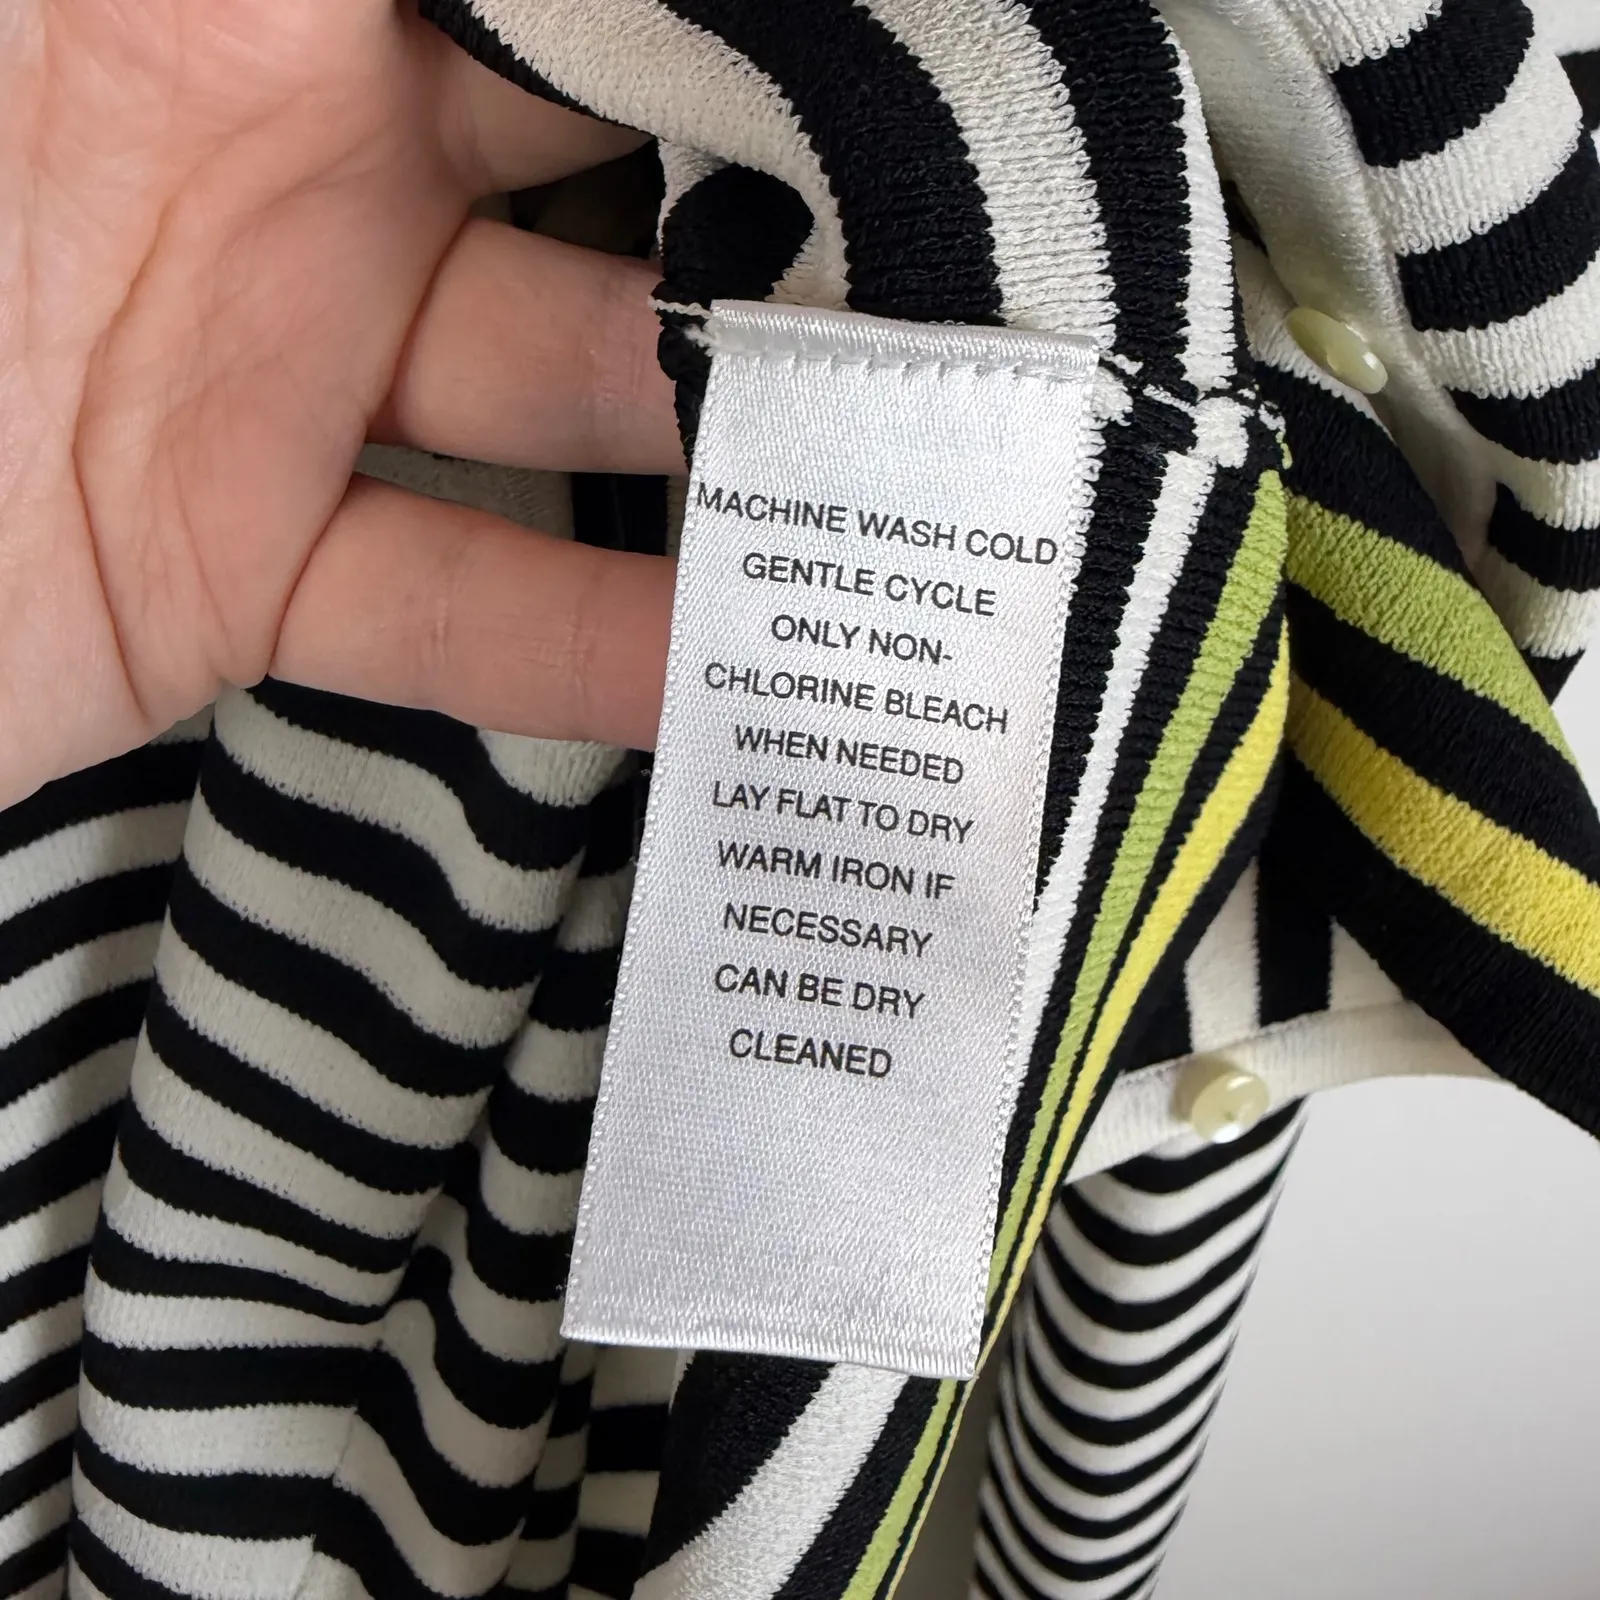 MACHINE WASH COLD
GENTLE CYCLE
ONLY NON-
CHLORINE BLEACH
WHEN NEEDED
LAY FLAT TO DRY
WARM IRON IF
NECESSARY
CAN BE DRY
CLEANED